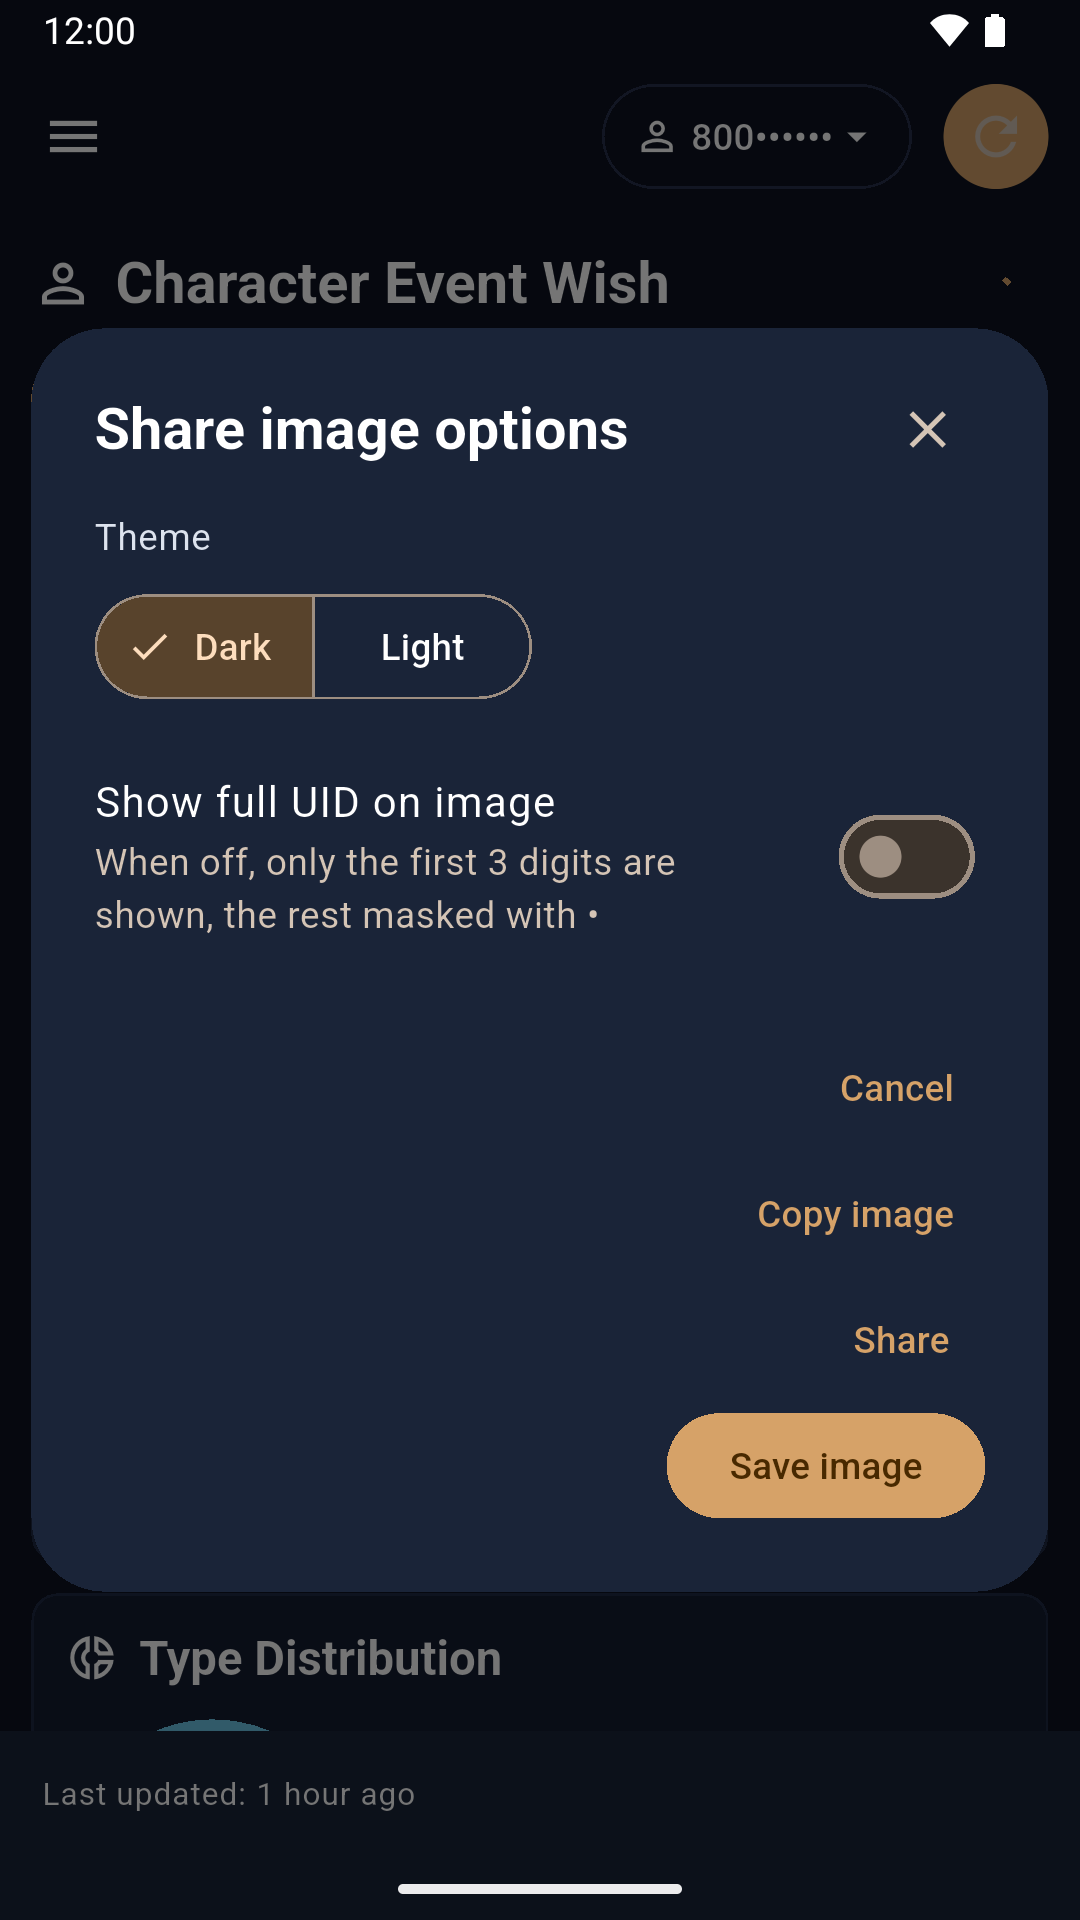 12:00
800••••••
Character Event Wish
Share image options
Theme
Dark
Light
Show full UID on image
When off, only the first 3 digits are
shown, the rest masked with •
Cancel
Copy image
Share
Save image
Type Distribution
Last updated: 1 hour ago